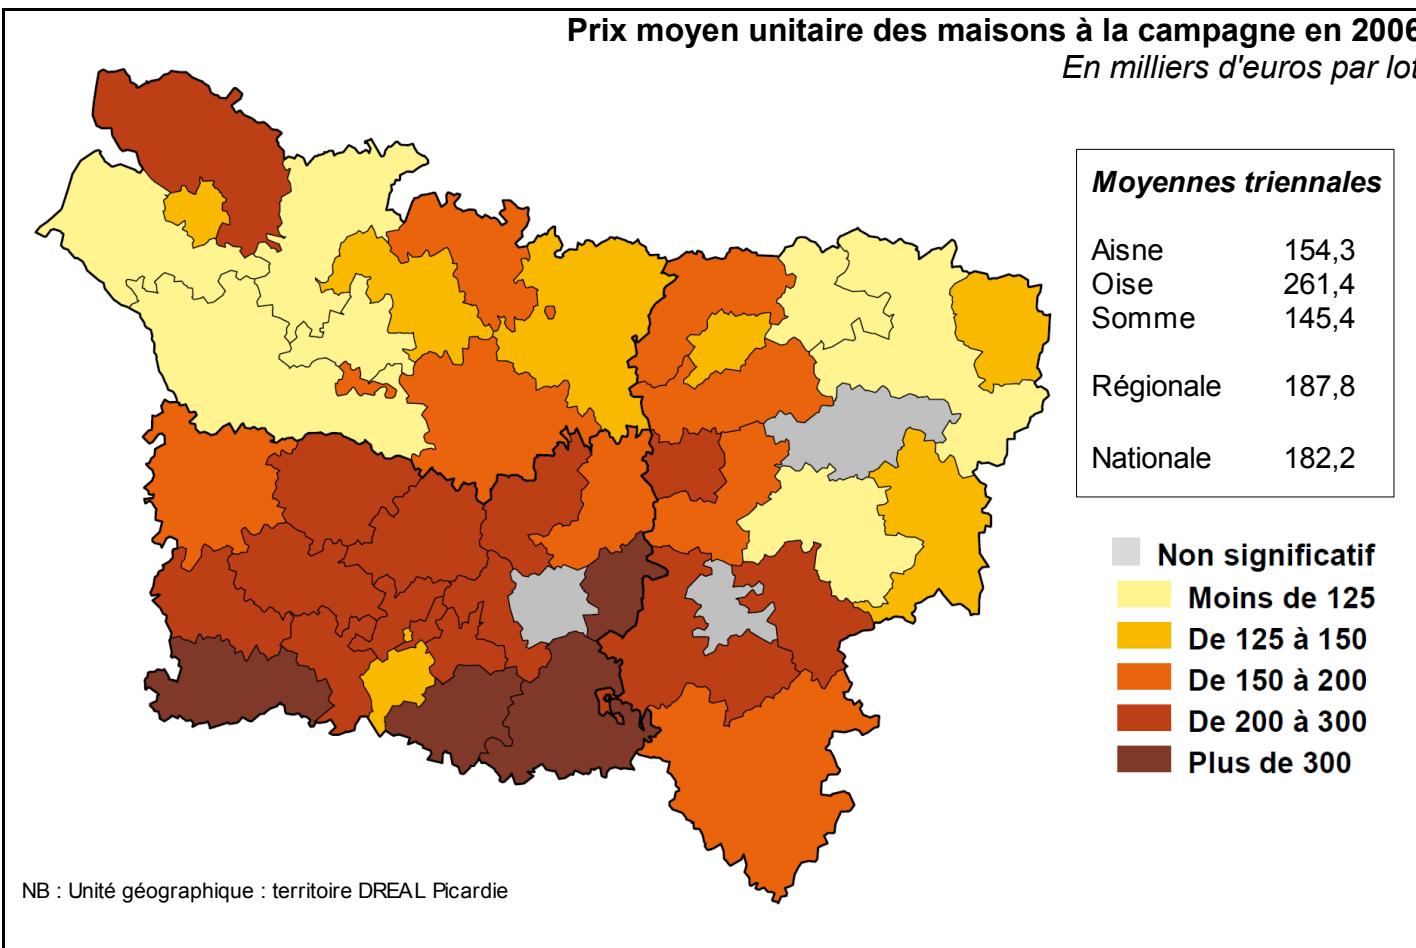 Prix moyen unitaire des maisons à la campagne en 2006
En milliers d'euros par lot
Moyennes triennales
Aisne 154,3
Oise 261,4
Somme 145,4
Régionale 187,8
Nationale 182,2
Non significatif
Moins de 125
De 125 à 150
De 150 à 200
De 200 à 300
Plus de 300
NB : Unité géographique : territoire DREAL Picardie